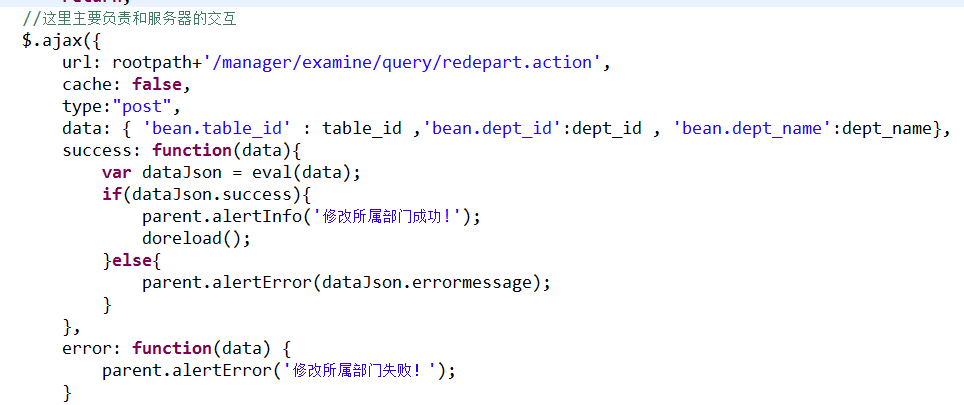 return;
//这里主要负责和服务器的交互
$.ajax({
    url: rootpath+'/manager/examine/query/redepart.action',
    cache: false,
    type:"post",
    data: { 'bean.table_id' : table_id ,'bean.dept_id':dept_id , 'bean.dept_name':dept_name},
    success: function(data){
        var dataJson = eval(data);
        if(dataJson.success){
            parent.alertInfo('修改所属部门成功!');
            doreload();
        }else{
            parent.alertError(dataJson.errormessage);
        }
    },
    error: function(data) {
        parent.alertError('修改所属部门失败! ');
    }